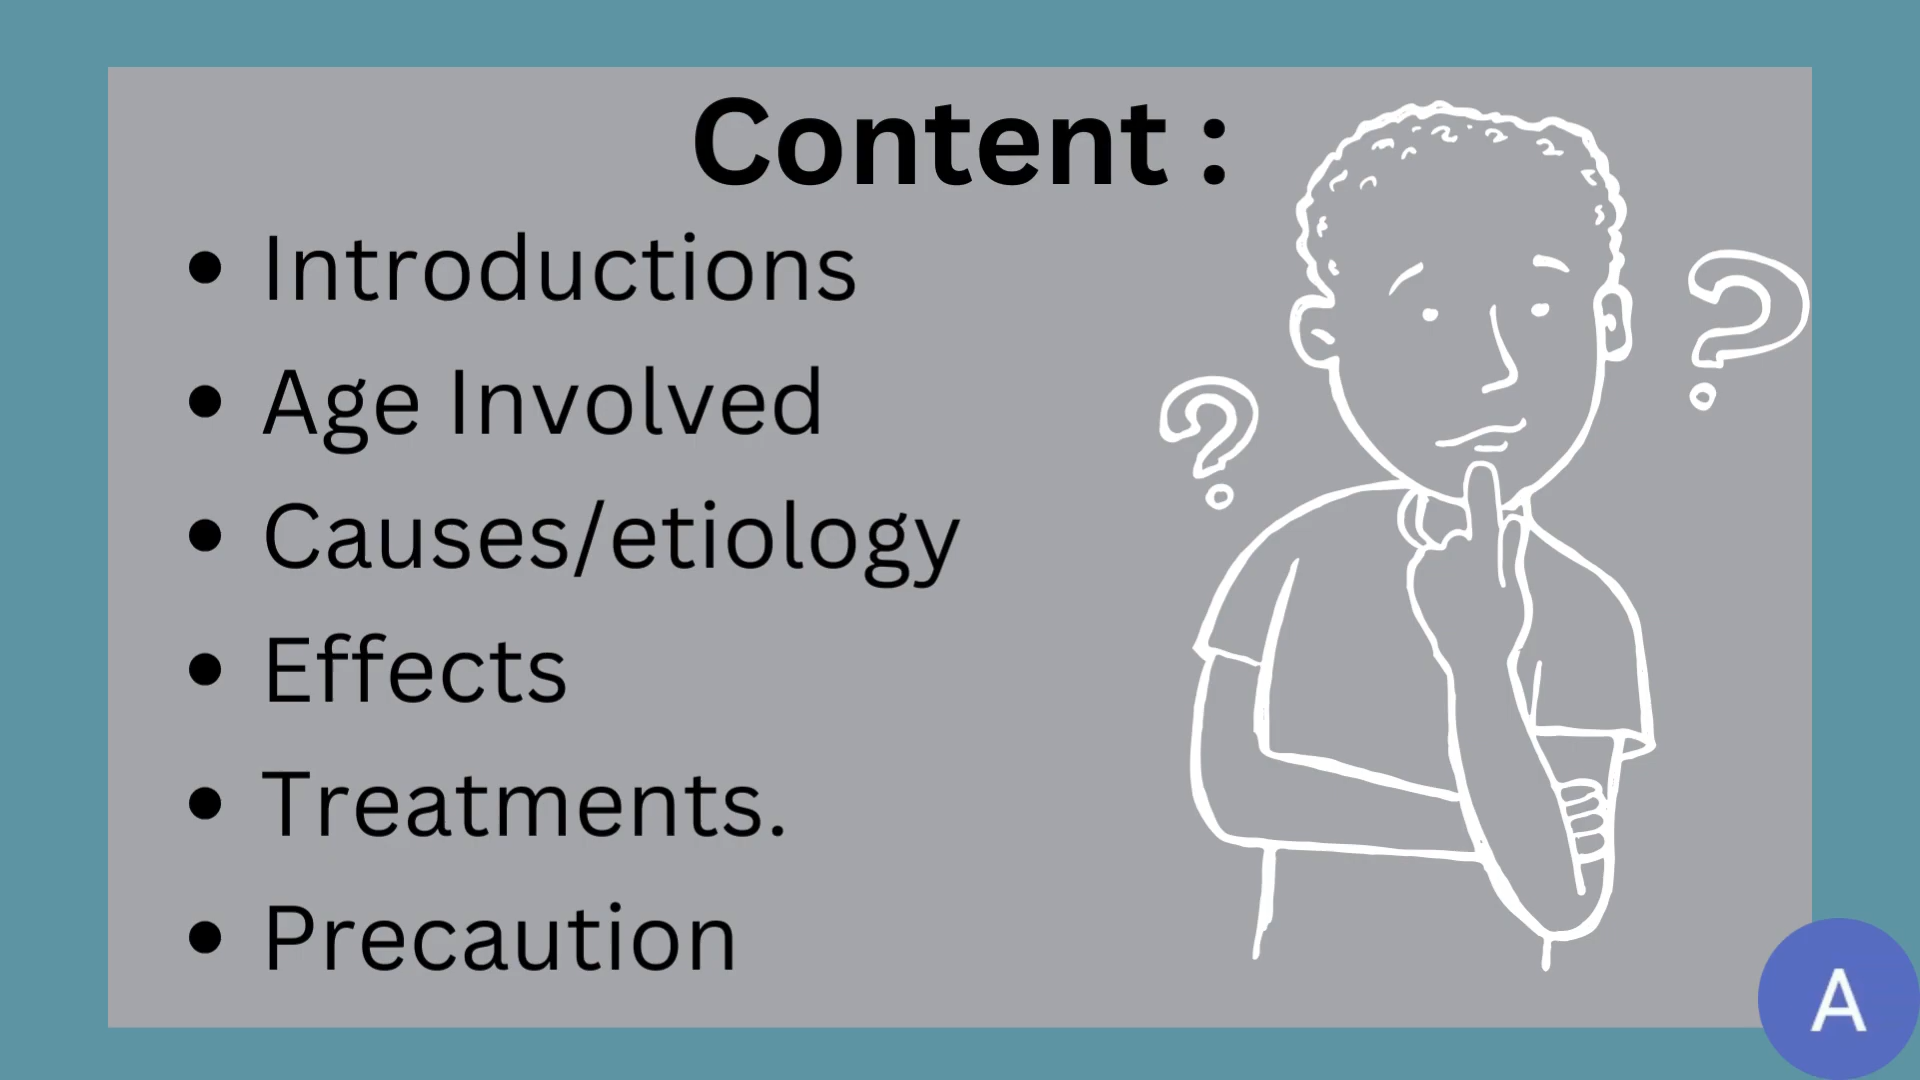 Content :
• Introductions
• Age Involved
• Causes/etiology
• Effects
• Treatments.
• Precaution
? ?
A